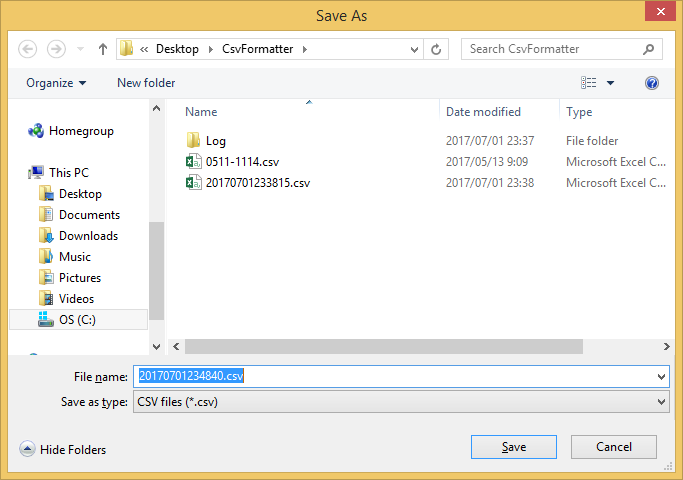 Save As
« Desktop CsvFormatter
Search CsvFormatter
Organize New folder
Name Date modified Type
Homegroup
This PC
Desktop
Documents
Downloads
Music
Pictures
Videos
OS (C:)
Log 2017/07/01 23:37 File folder
0511-1114.csv 2017/05/13 9:09 Microsoft Excel C...
20170701233815.csv 2017/07/01 23:38 Microsoft Excel C...
File name: 20170701234840.csv
Save as type: CSV files (*.csv)
Hide Folders Save Cancel